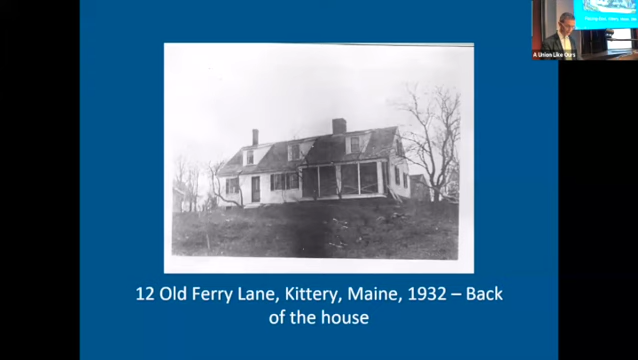 A Union Like Ours
12 Old Ferry Lane, Kittery, Maine, 1932 – Back
of the house